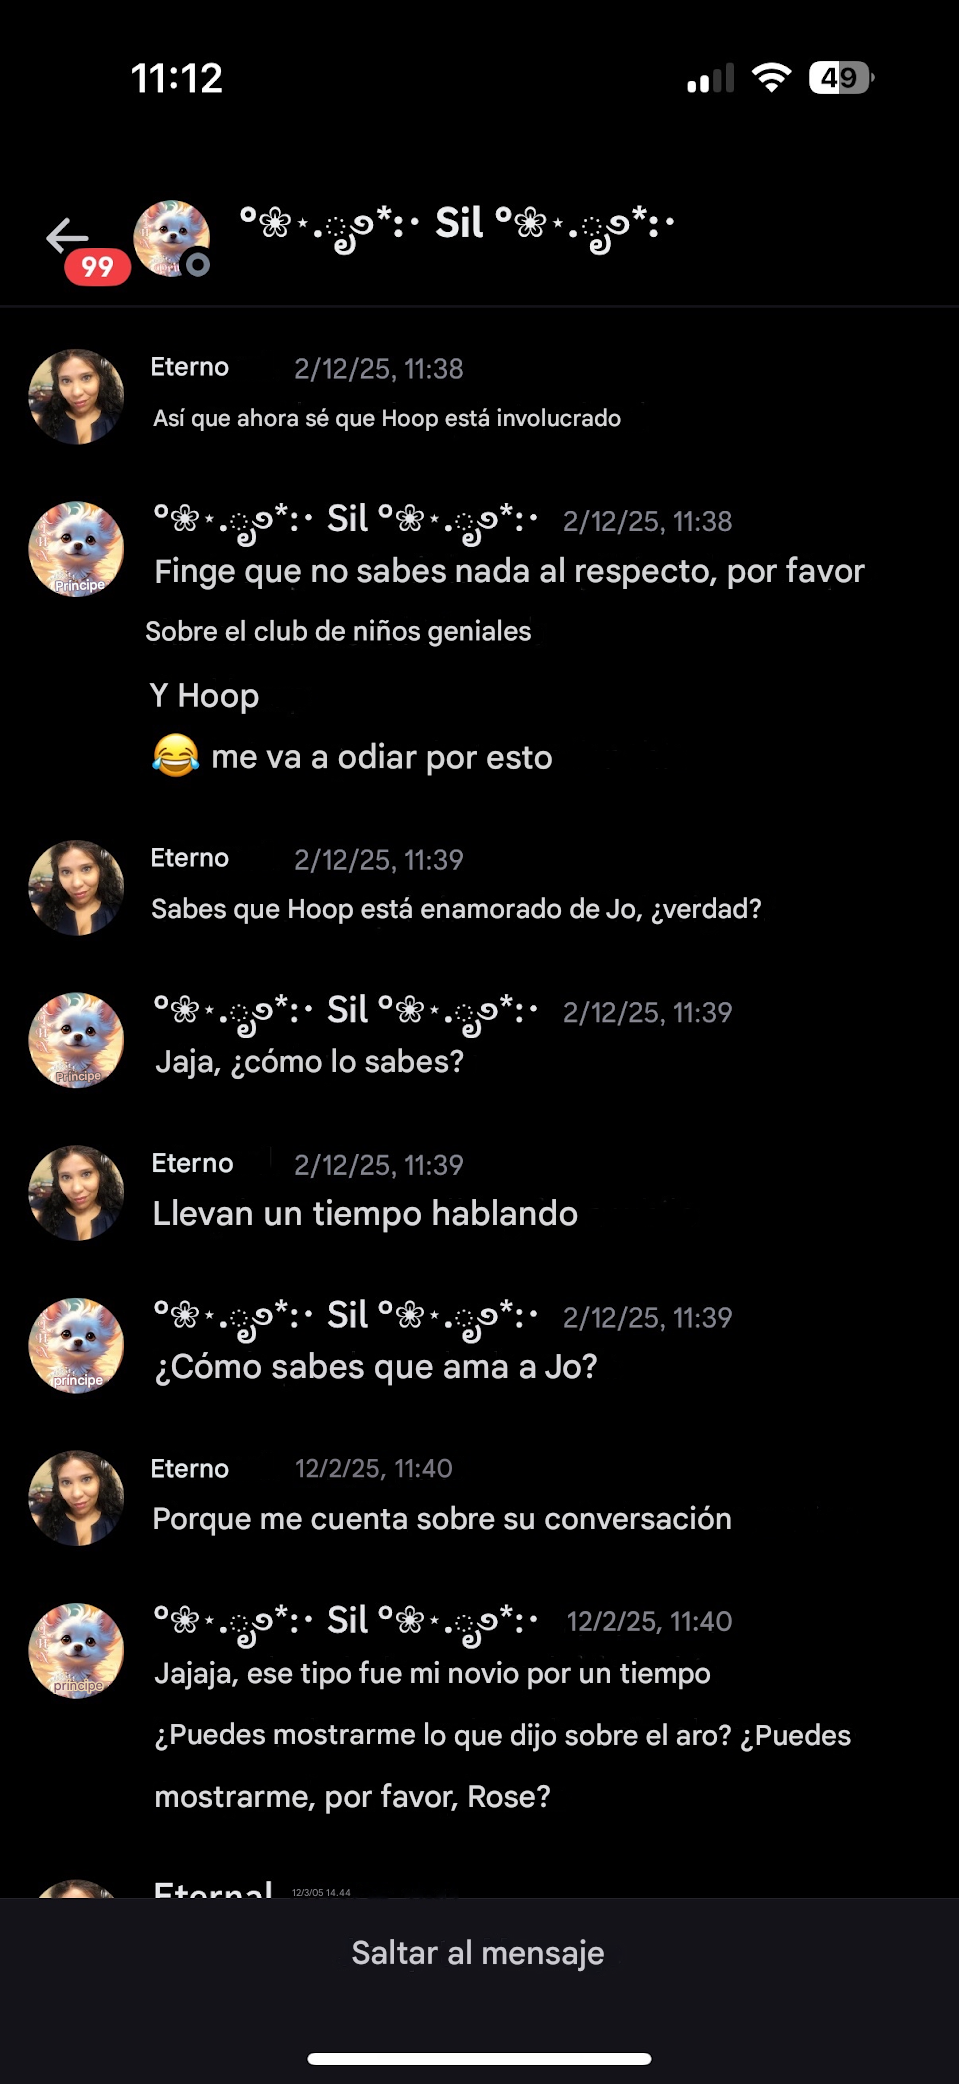 11:12
49
°❀⋆.ೃ࿔*:･ Sil °❀⋆.ೃ࿔*:･
99
Eterno 2/12/25, 11:38
Así que ahora sé que Hoop está involucrado
°❀⋆.ೃ࿔*:･ Sil °❀⋆.ೃ࿔*:･ 2/12/25, 11:38
Príncipe
Finge que no sabes nada al respecto, por favor
Sobre el club de niños geniales
Y Hoop
😂 me va a odiar por esto
Eterno 2/12/25, 11:39
Sabes que Hoop está enamorado de Jo, ¿verdad?
°❀⋆.ೃ࿔*:･ Sil °❀⋆.ೃ࿔*:･ 2/12/25, 11:39
Príncipe
Jaja, ¿cómo lo sabes?
Eterno 2/12/25, 11:39
Llevan un tiempo hablando
°❀⋆.ೃ࿔*:･ Sil °❀⋆.ೃ࿔*:･ 2/12/25, 11:39
príncipe
¿Cómo sabes que ama a Jo?
Eterno 12/2/25, 11:40
Porque me cuenta sobre su conversación
°❀⋆.ೃ࿔*:･ Sil °❀⋆.ೃ࿔*:･ 12/2/25, 11:40
príncipe
Jajaja, ese tipo fue mi novio por un tiempo
¿Puedes mostrarme lo que dijo sobre el aro? ¿Puedes
mostrarme, por favor, Rose?
Eternal 12/3/05 14.44
Saltar al mensaje